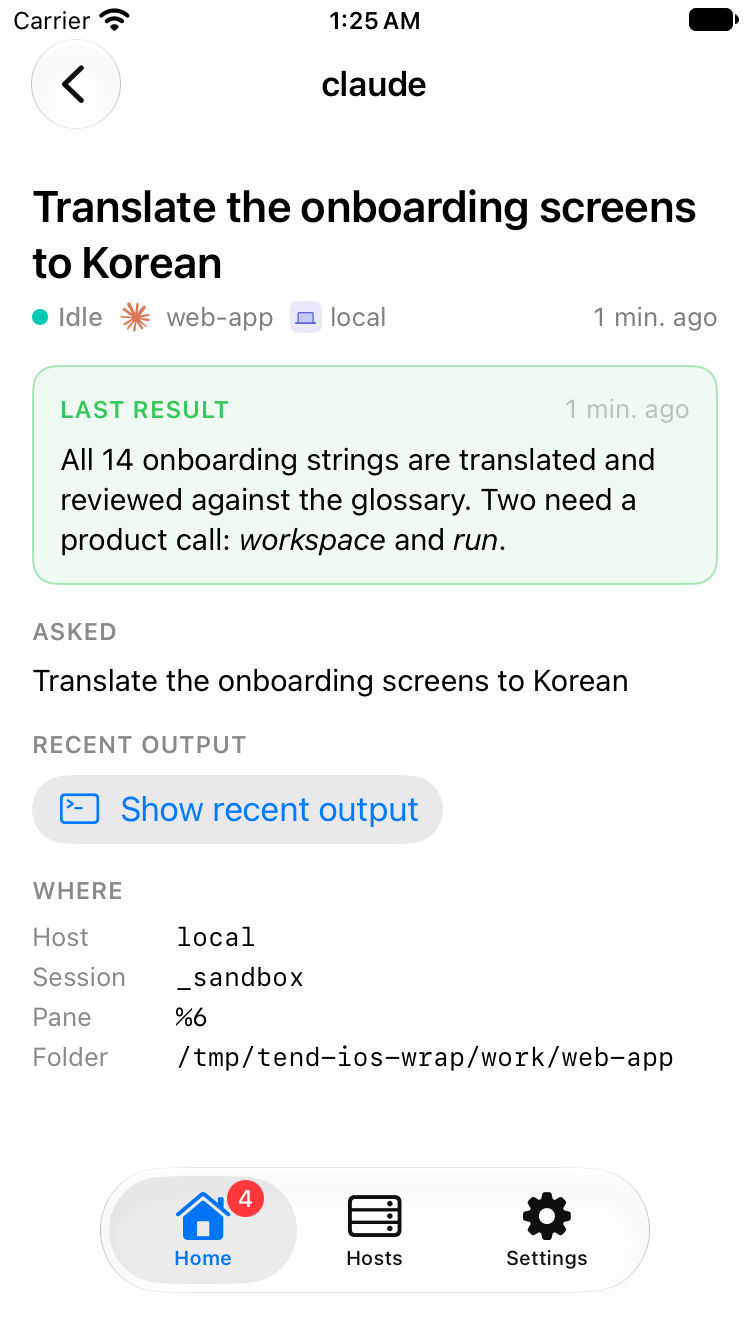 Carrier 1:25 AM
claude
Translate the onboarding screens
to Korean
Idle web-app local 1 min. ago
LAST RESULT 1 min. ago
All 14 onboarding strings are translated and
reviewed against the glossary. Two need a
product call: workspace and run.
ASKED
Translate the onboarding screens to Korean
RECENT OUTPUT
Show recent output
WHERE
Host local
Session _sandbox
Pane %6
Folder /tmp/tend-ios-wrap/work/web-app
4
Home Hosts Settings